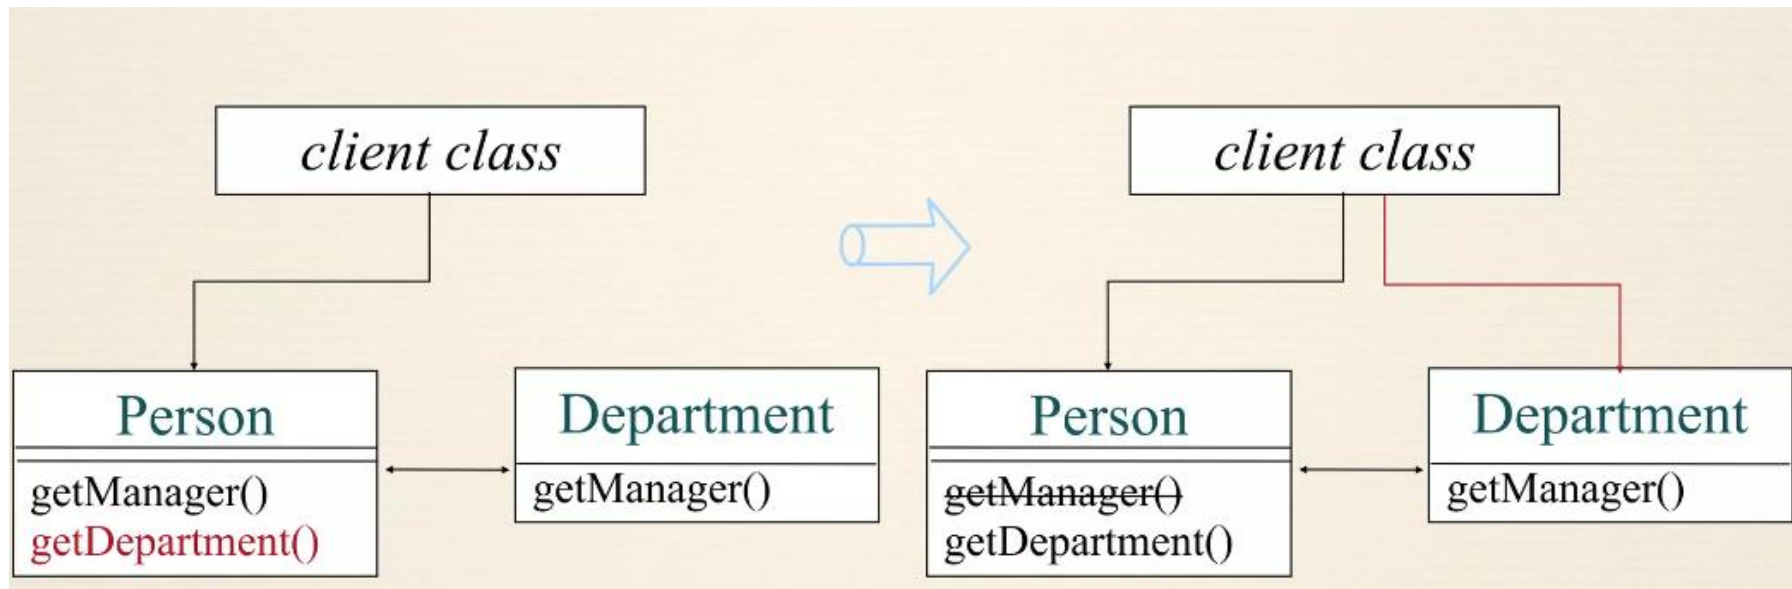 client class
Person
getManager()
getDepartment()
Department
getManager()
client class
Person
getManager()
getDepartment()
Department
getManager()